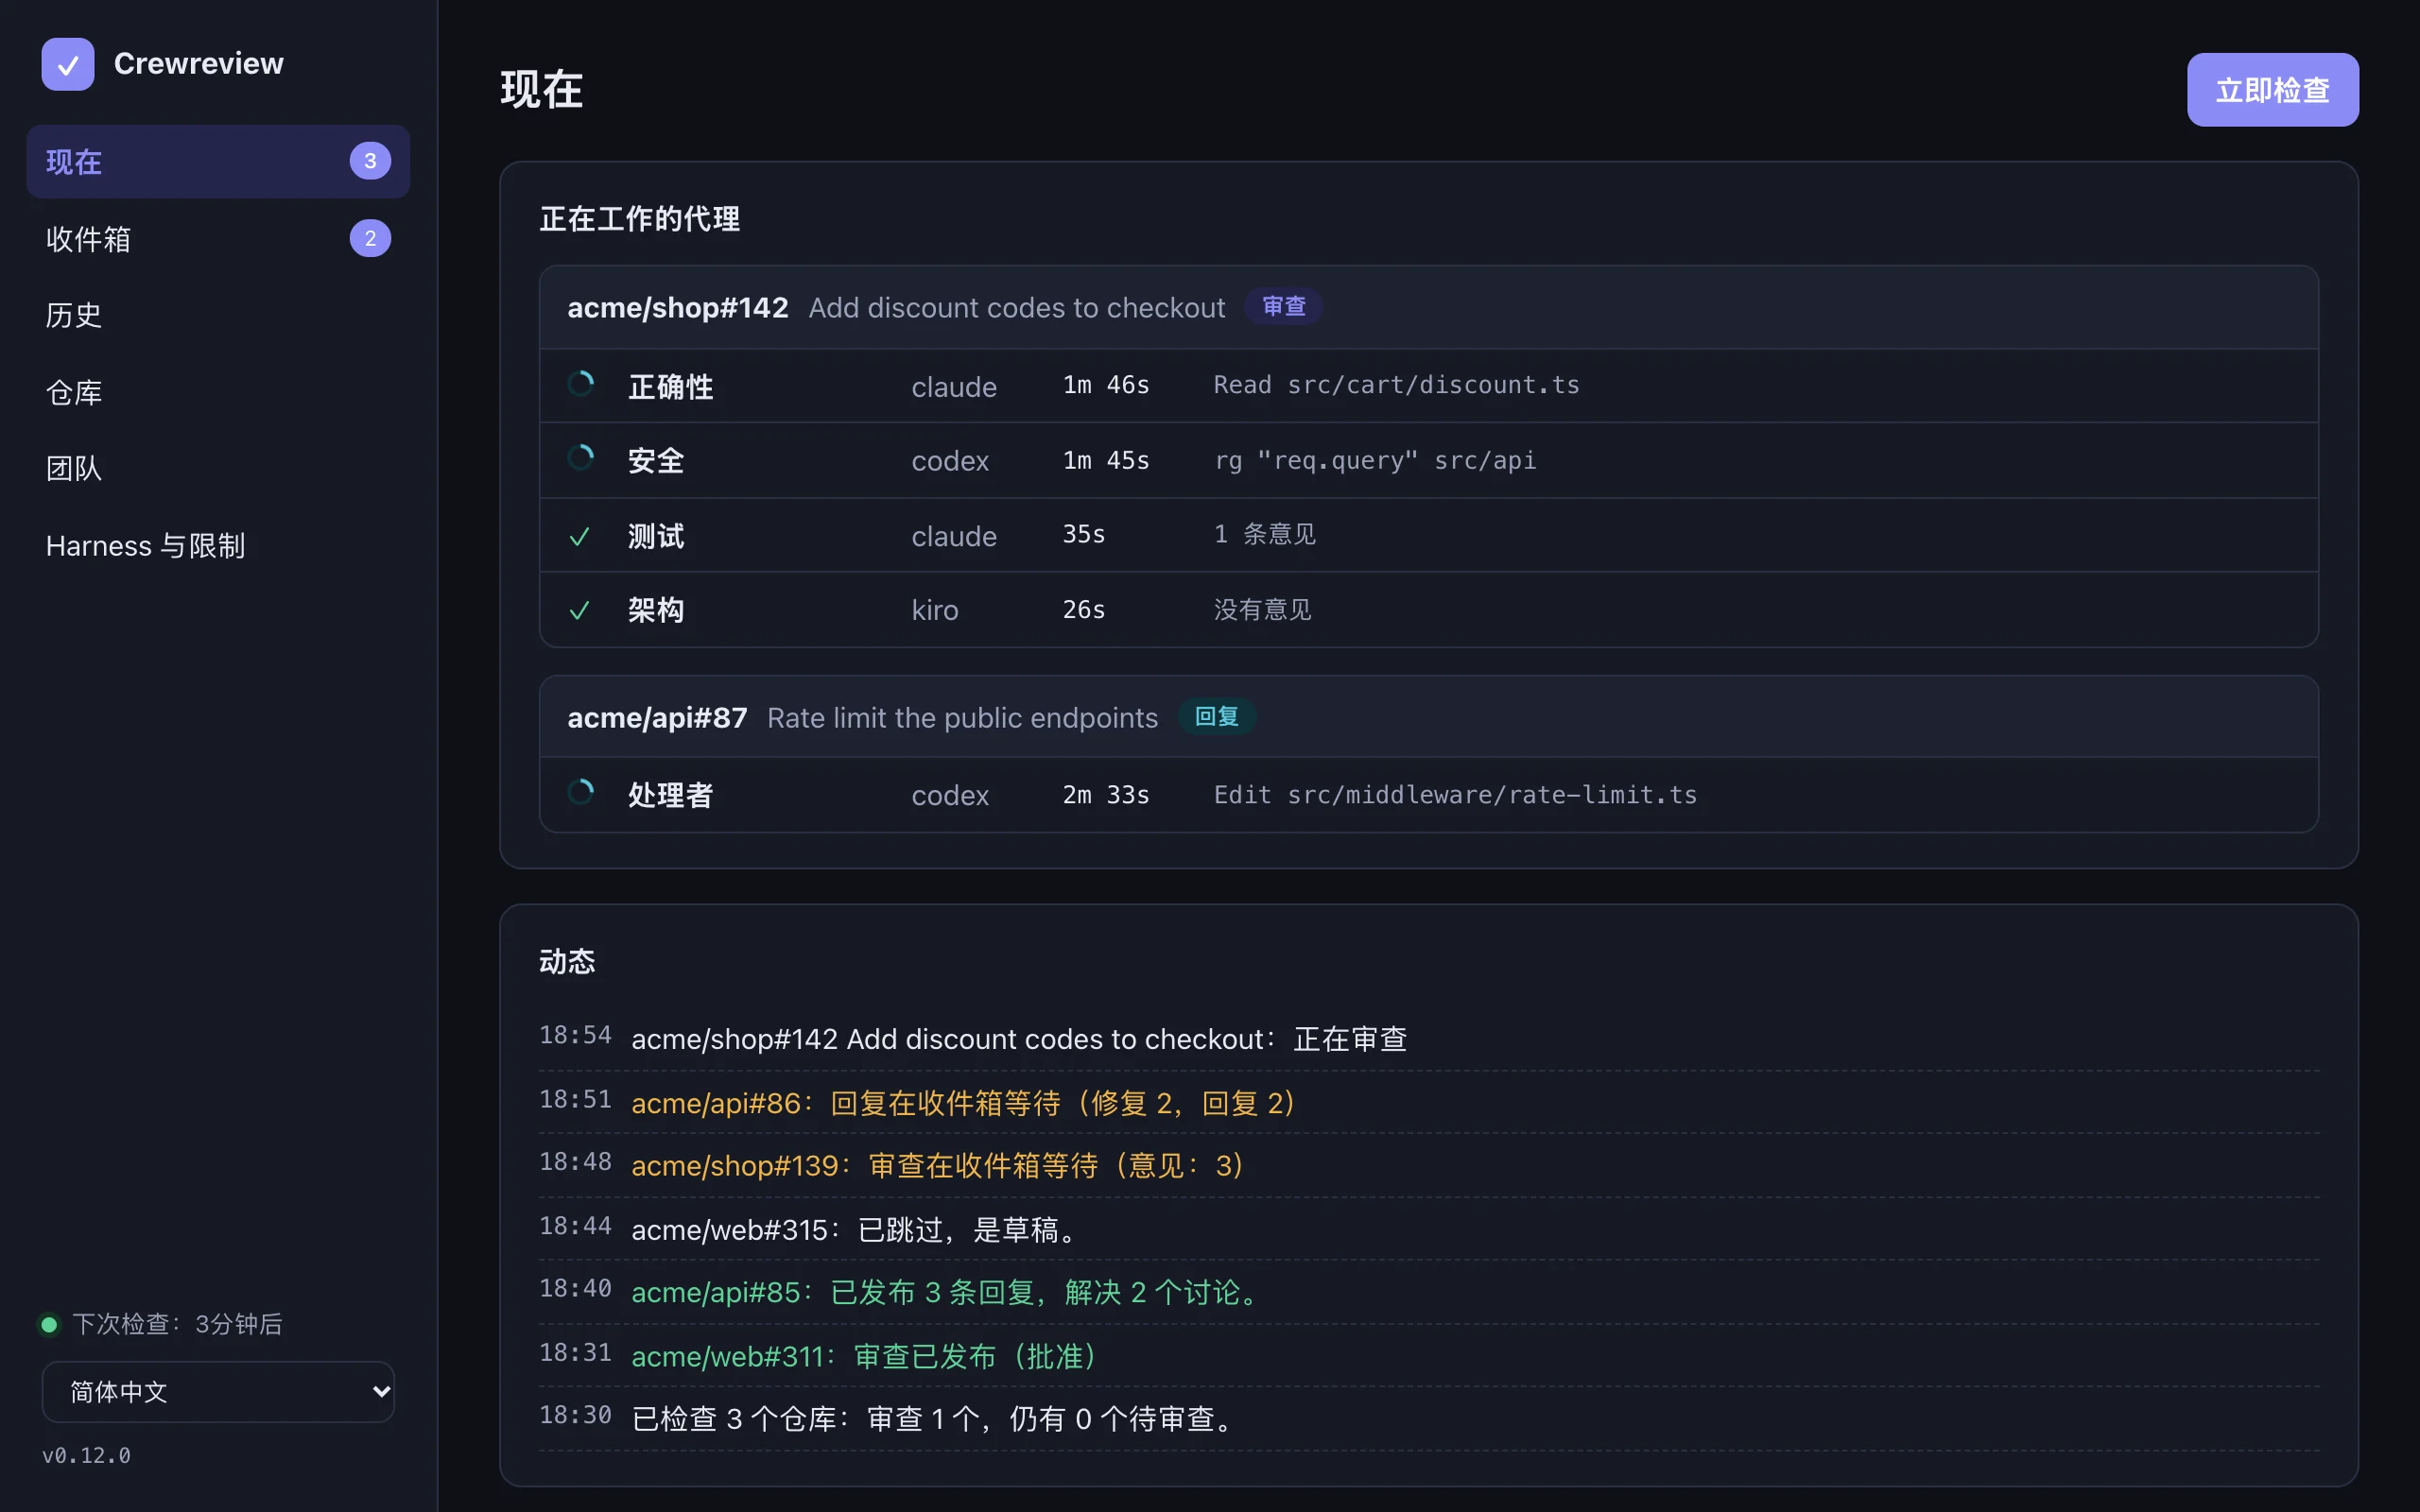 Crewreview
现在 3
收件箱 2
历史
仓库
团队
Harness 与限制
下次检查：3分钟后
简体中文
v0.12.0
现在
立即检查
正在工作的代理
acme/shop#142 Add discount codes to checkout 审查
正确性 claude 1m 46s Read src/cart/discount.ts
安全 codex 1m 45s rg "req.query" src/api
测试 claude 35s 1 条意见
架构 kiro 26s 没有意见
acme/api#87 Rate limit the public endpoints 回复
处理者 codex 2m 33s Edit src/middleware/rate-limit.ts
动态
18:54 acme/shop#142 Add discount codes to checkout：正在审查
18:51 acme/api#86：回复在收件箱等待（修复 2，回复 2）
18:48 acme/shop#139：审查在收件箱等待（意见：3）
18:44 acme/web#315：已跳过，是草稿。
18:40 acme/api#85：已发布 3 条回复，解决 2 个讨论。
18:31 acme/web#311：审查已发布（批准）
18:30 已检查 3 个仓库：审查 1 个，仍有 0 个待审查。